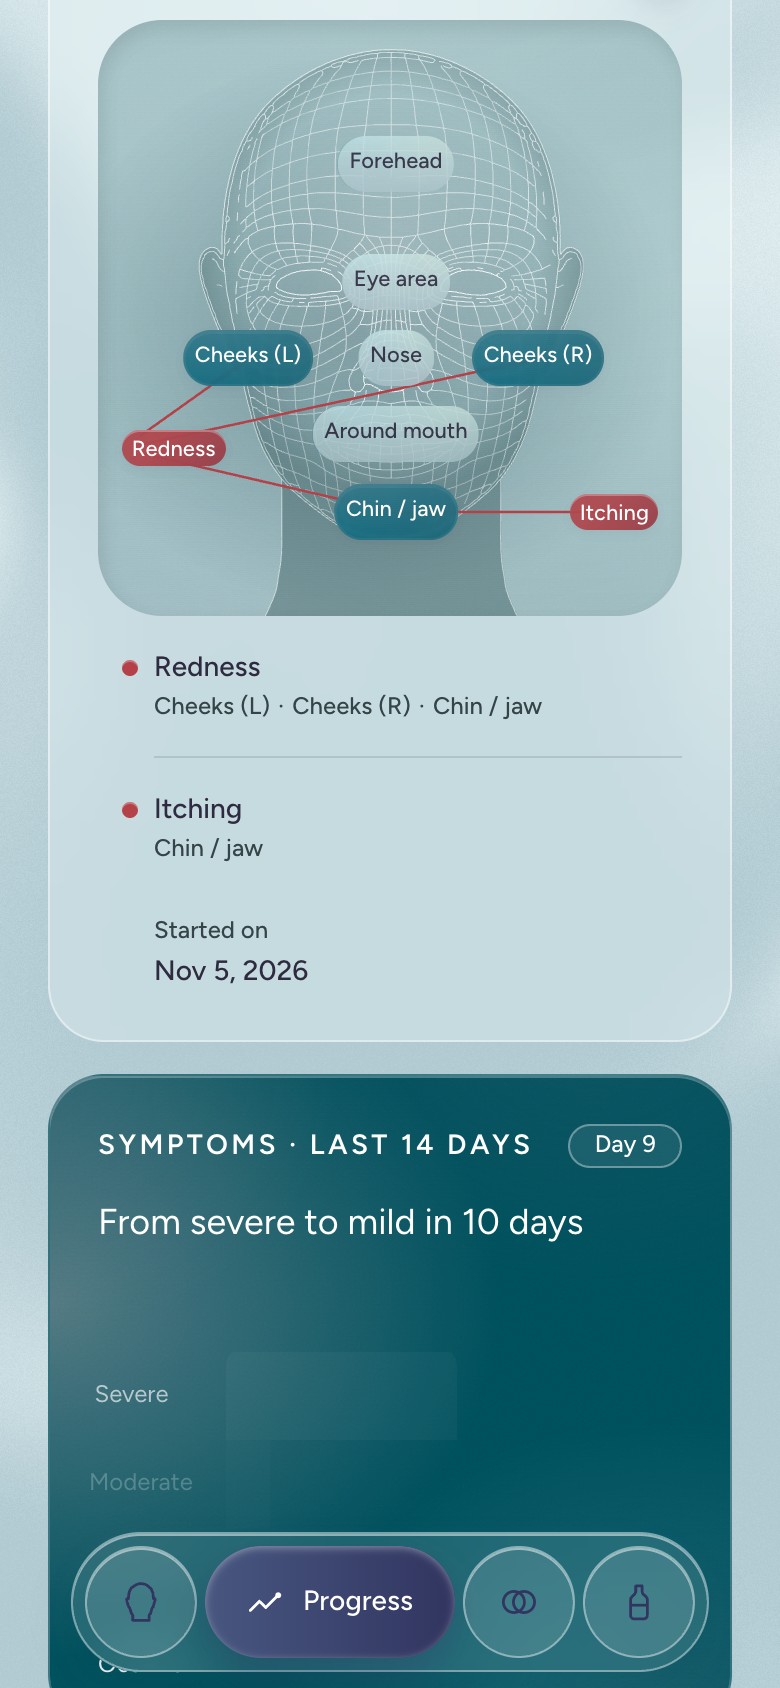 Forehead
Eye area
Cheeks (L)
Nose
Cheeks (R)
Around mouth
Redness
Chin / jaw
Itching
Redness
Cheeks (L) · Cheeks (R) · Chin / jaw
Itching
Chin / jaw
Started on
Nov 5, 2026
SYMPTOMS · LAST 14 DAYS
Day 9
From severe to mild in 10 days
Severe
Moderate
Progress